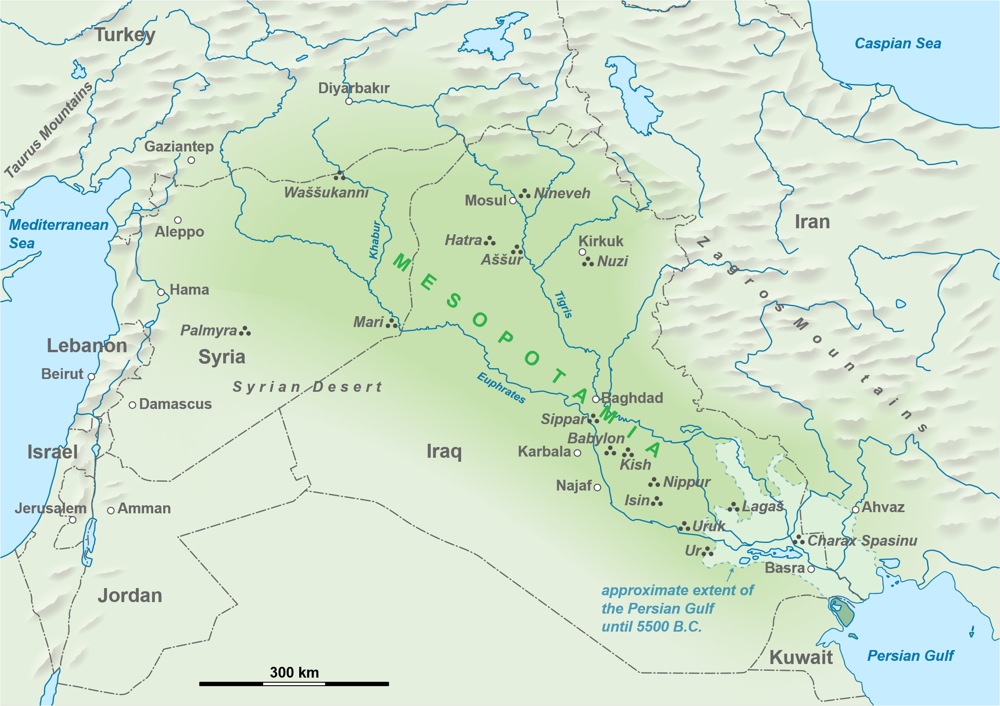 Turkey
Caspian Sea
Diyarbakır
Taurus Mountains
Gaziantep
Waššukanni
Nineveh
Mosul
Mediterranean
Sea
Iran
Aleppo
Khabur
Hatra
Kirkuk
Aššur
Nuzi
Zagros Mountains
MESOPOTAMIA
Hama
Tigris
Mari
Palmyra
Lebanon
Syria
Beirut
Syrian Desert
Euphrates
Damascus
Baghdad
Sippar
Babylon
Israel
Iraq
Karbala
Kish
Najaf
Nippur
Isin
Lagaš
Ahvaz
Jerusalem
Amman
Uruk
Charax Spasinu
Ur
Basra
Jordan
approximate extent of
the Persian Gulf
until 5500 B.C.
Kuwait
Persian Gulf
300 km